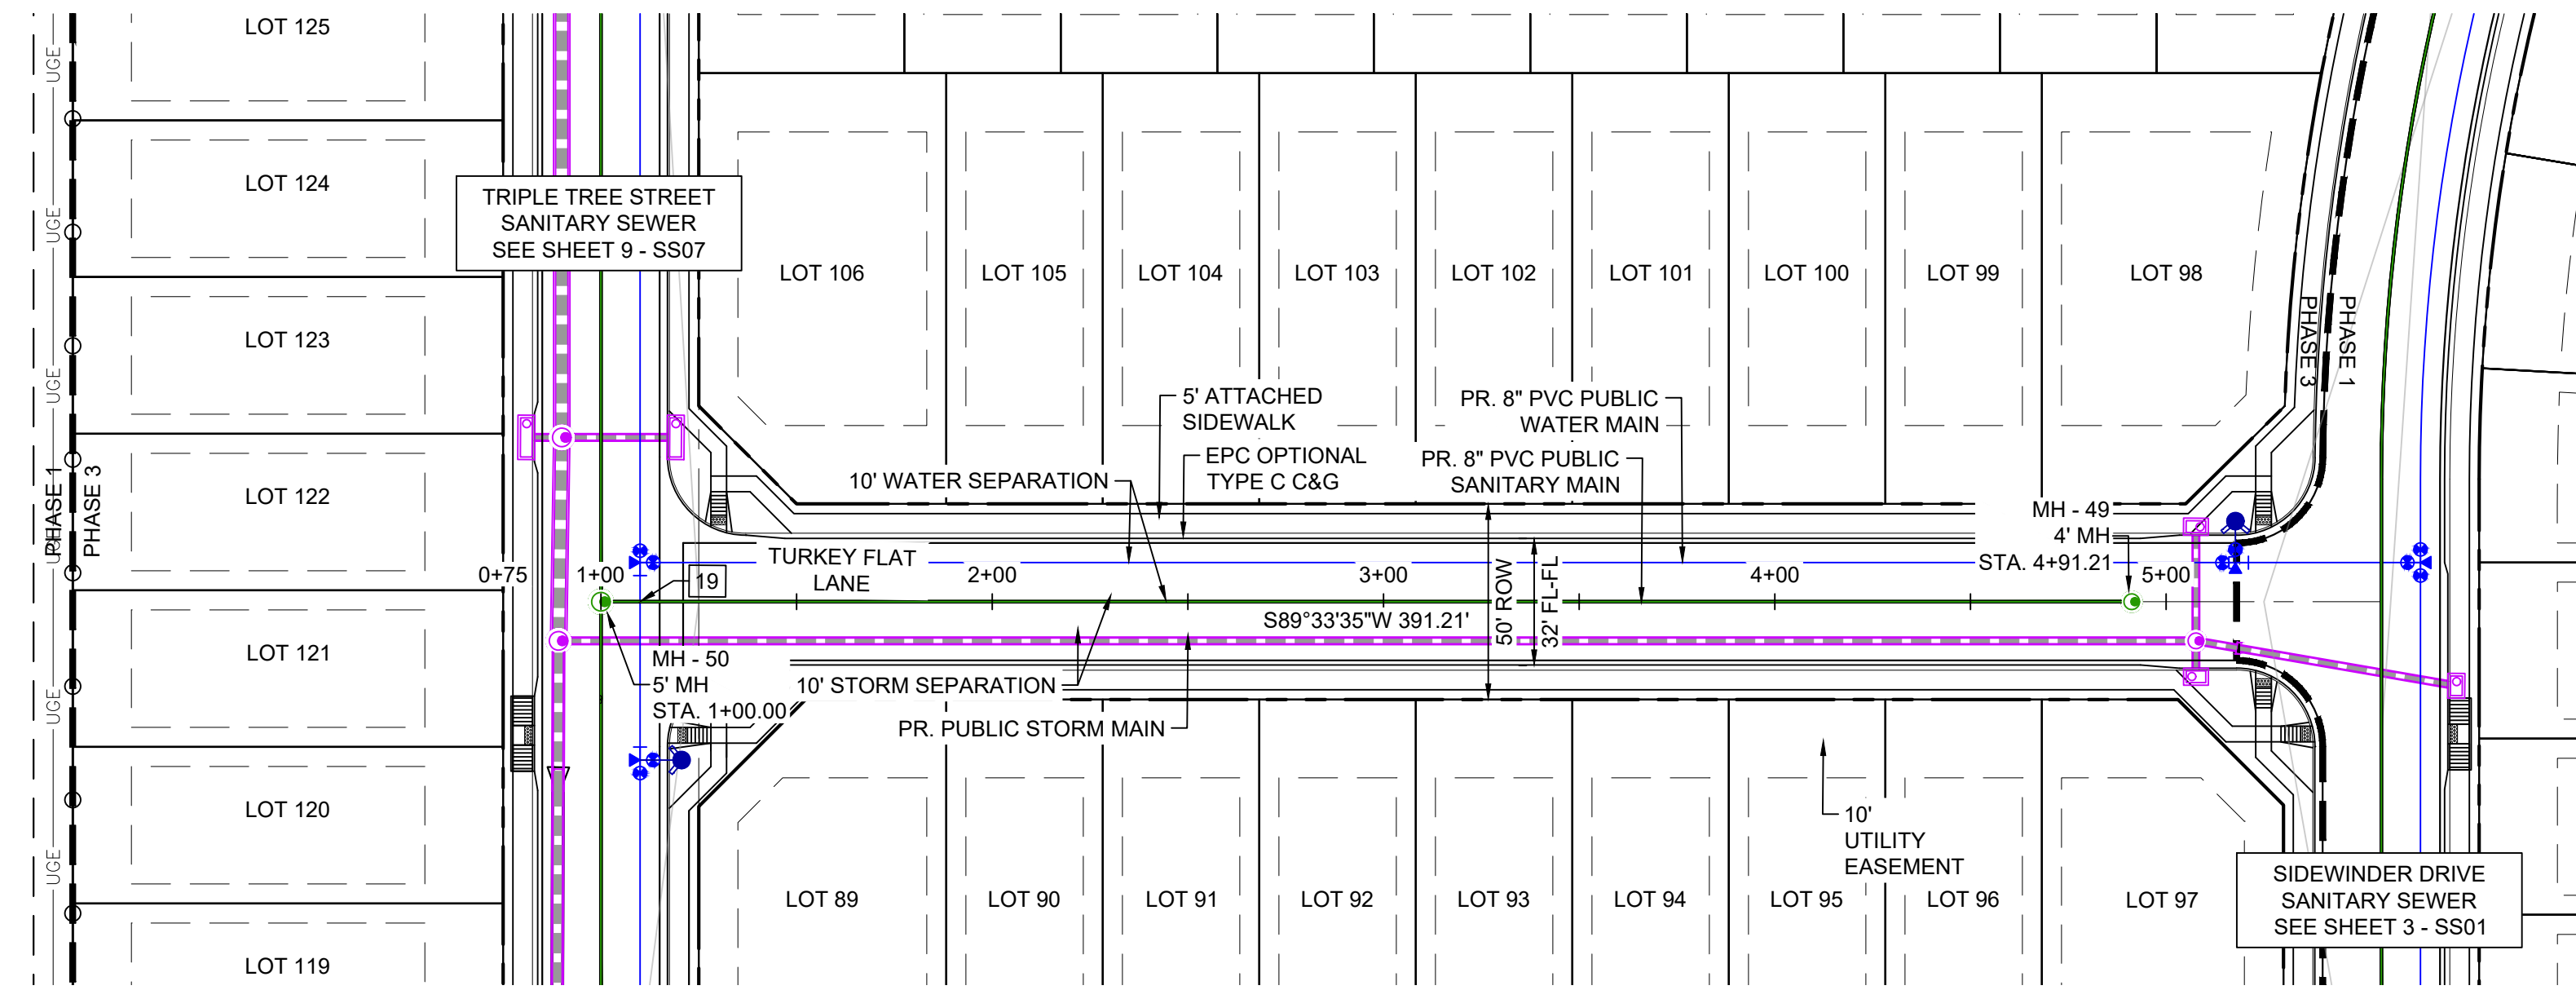 LOT 125
LOT 124
LOT 123
LOT 122
LOT 121
LOT 120
LOT 119
UGE
UGE
UGE
UGE
UGE
UGE
UGE
PHASE 1
PHASE 3
TRIPLE TREE STREET
SANITARY SEWER
SEE SHEET 9 - SS07
LOT 106
LOT 105
LOT 104
LOT 103
LOT 102
LOT 101
LOT 100
LOT 99
LOT 98
PHASE 3
PHASE 1
5' ATTACHED
SIDEWALK
EPC OPTIONAL
TYPE C C&G
10' WATER SEPARATION
PR. 8" PVC PUBLIC
WATER MAIN
PR. 8" PVC PUBLIC
SANITARY MAIN
MH - 49
4' MH
STA. 4+91.21
TURKEY FLAT
LANE
0+75
1+00
2+00
3+00
4+00
5+00
19
S89°33'35"W 391.21'
50' ROW
32' FL-FL
MH - 50
5' MH
STA. 1+00.00
10' STORM SEPARATION
PR. PUBLIC STORM MAIN
10'
UTILITY
EASEMENT
LOT 89
LOT 90
LOT 91
LOT 92
LOT 93
LOT 94
LOT 95
LOT 96
LOT 97
SIDEWINDER DRIVE
SANITARY SEWER
SEE SHEET 3 - SS01